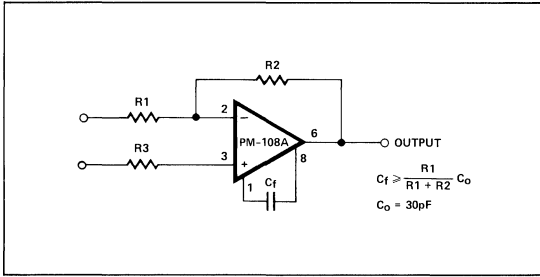 R2
R1
2
−
PM-108A
6
OUTPUT
R3
3
+
8
1
Cf
Cf ⩾ R1 / R1 + R2 Co
Co = 30pF